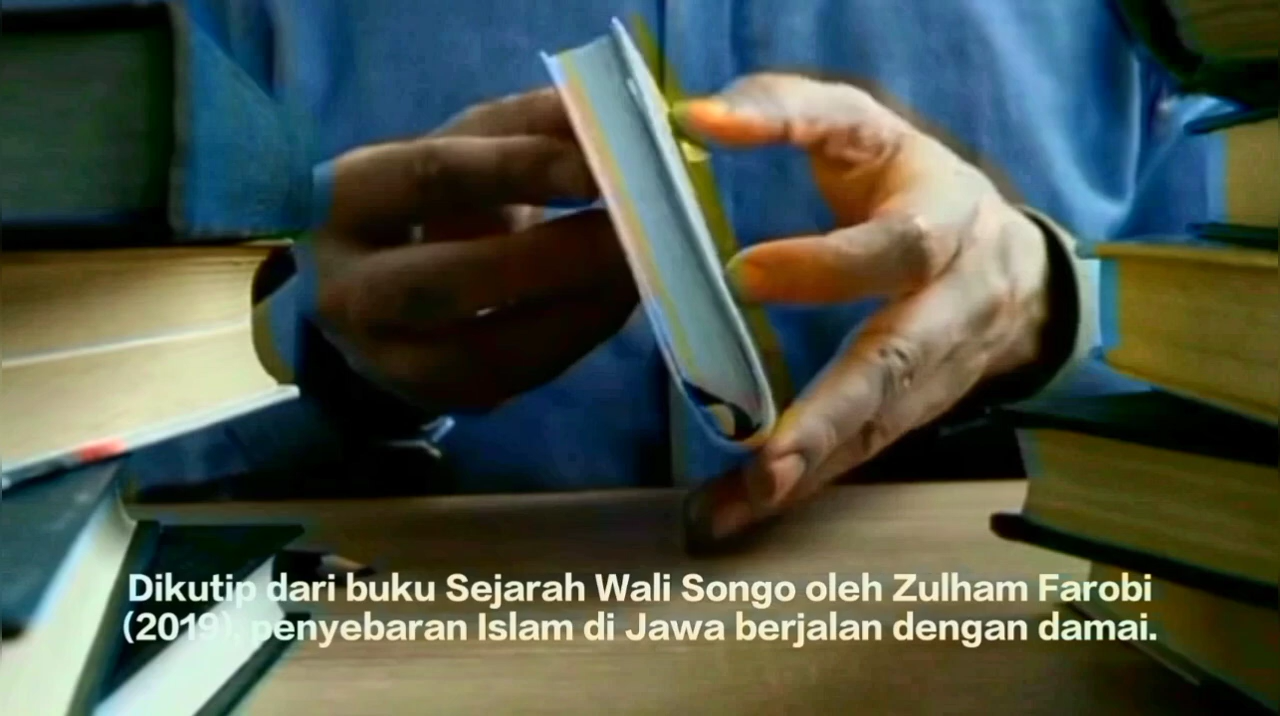 Dikutip dari buku Sejarah Wali Songo oleh Zulham Farobi
(2019), penyebaran Islam di Jawa berjalan dengan damai.